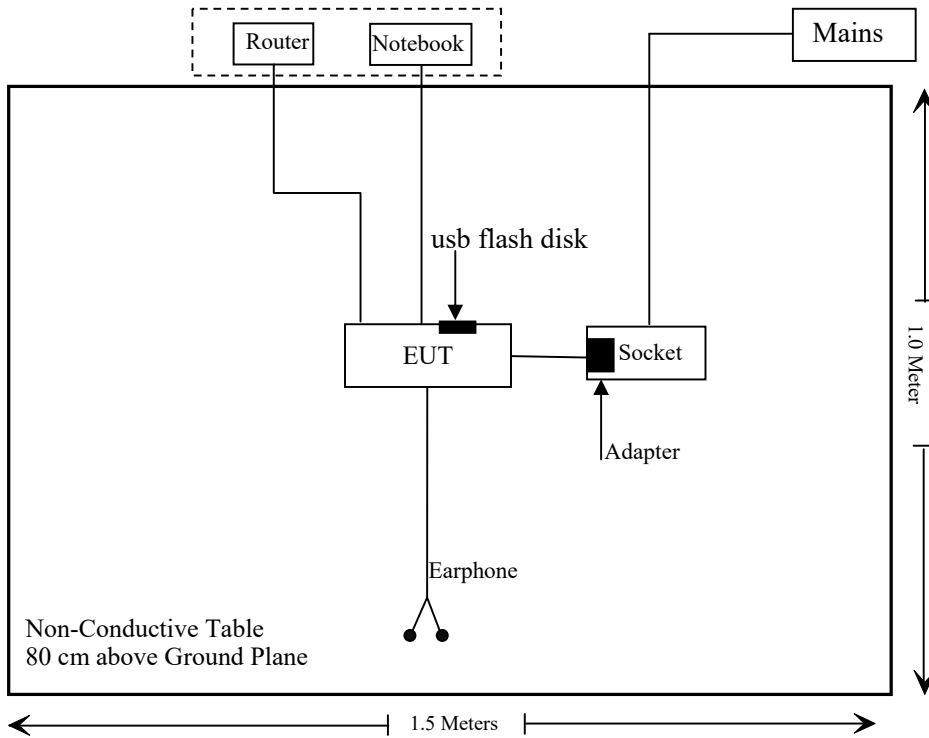 Router
Notebook
Mains
usb flash disk
EUT
Socket
1.0 Meter
Adapter
Earphone
Non-Conductive Table
80 cm above Ground Plane
1.5 Meters